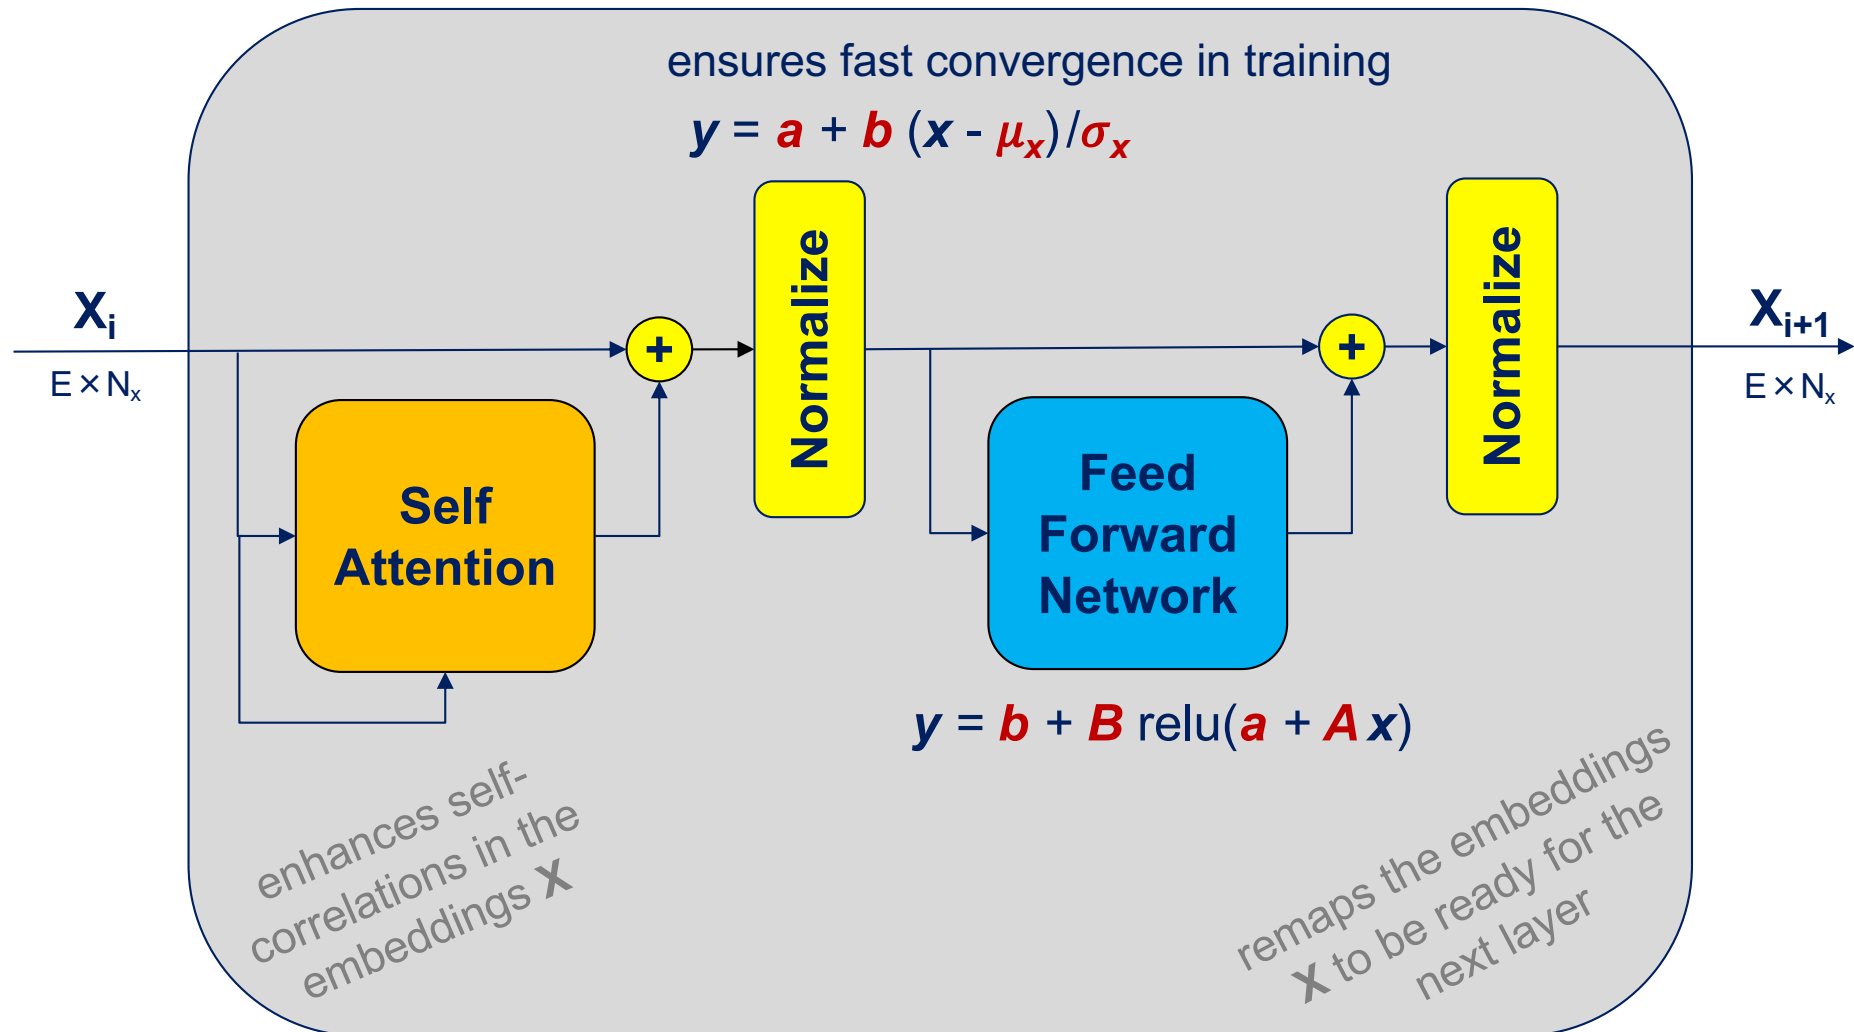 ensures fast convergence in training
y = a + b (x - μx)/σx
Xi
E × Nx
Self
Attention
+
Normalize
Feed
Forward
Network
+
Normalize
Xi+1
E × Nx
y = b + B relu(a + A x)
enhances self-
correlations in the
embeddings X
remaps the embeddings
X to be ready for the
next layer